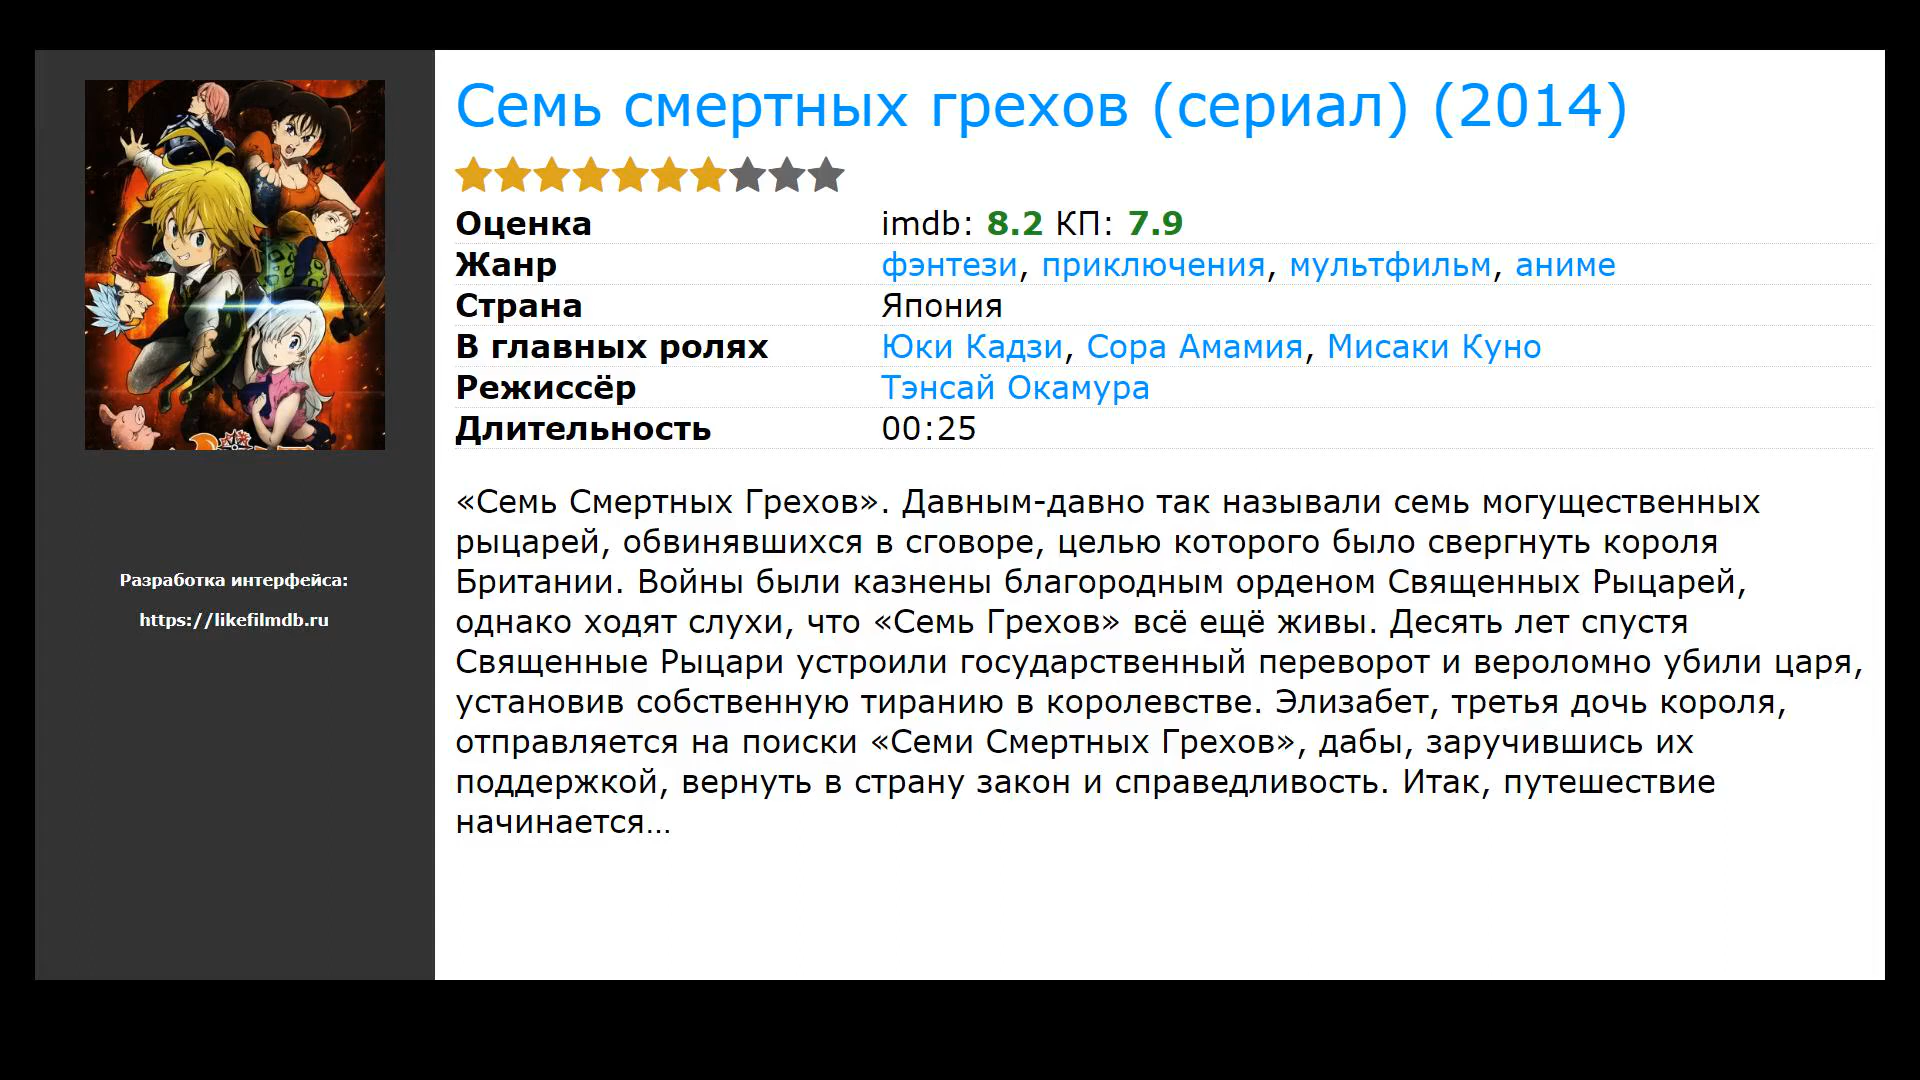 Семь смертных грехов (сериал) (2014)
Оценка imdb: 8.2 КП: 7.9
Жанр фэнтези, приключения, мультфильм, аниме
Страна Япония
В главных ролях Юки Кадзи, Сора Амамия, Мисаки Куно
Режиссёр Тэнсай Окамура
Длительность 00:25
«Семь Смертных Грехов». Давным-давно так называли семь могущественных
рыцарей, обвинявшихся в сговоре, целью которого было свергнуть короля
Британии. Войны были казнены благородным орденом Священных Рыцарей,
однако ходят слухи, что «Семь Грехов» всё ещё живы. Десять лет спустя
Священные Рыцари устроили государственный переворот и вероломно убили царя,
установив собственную тиранию в королевстве. Элизабет, третья дочь короля,
отправляется на поиски «Семи Смертных Грехов», дабы, заручившись их
поддержкой, вернуть в страну закон и справедливость. Итак, путешествие
начинается…
Разработка интерфейса:
https://likefilmdb.ru